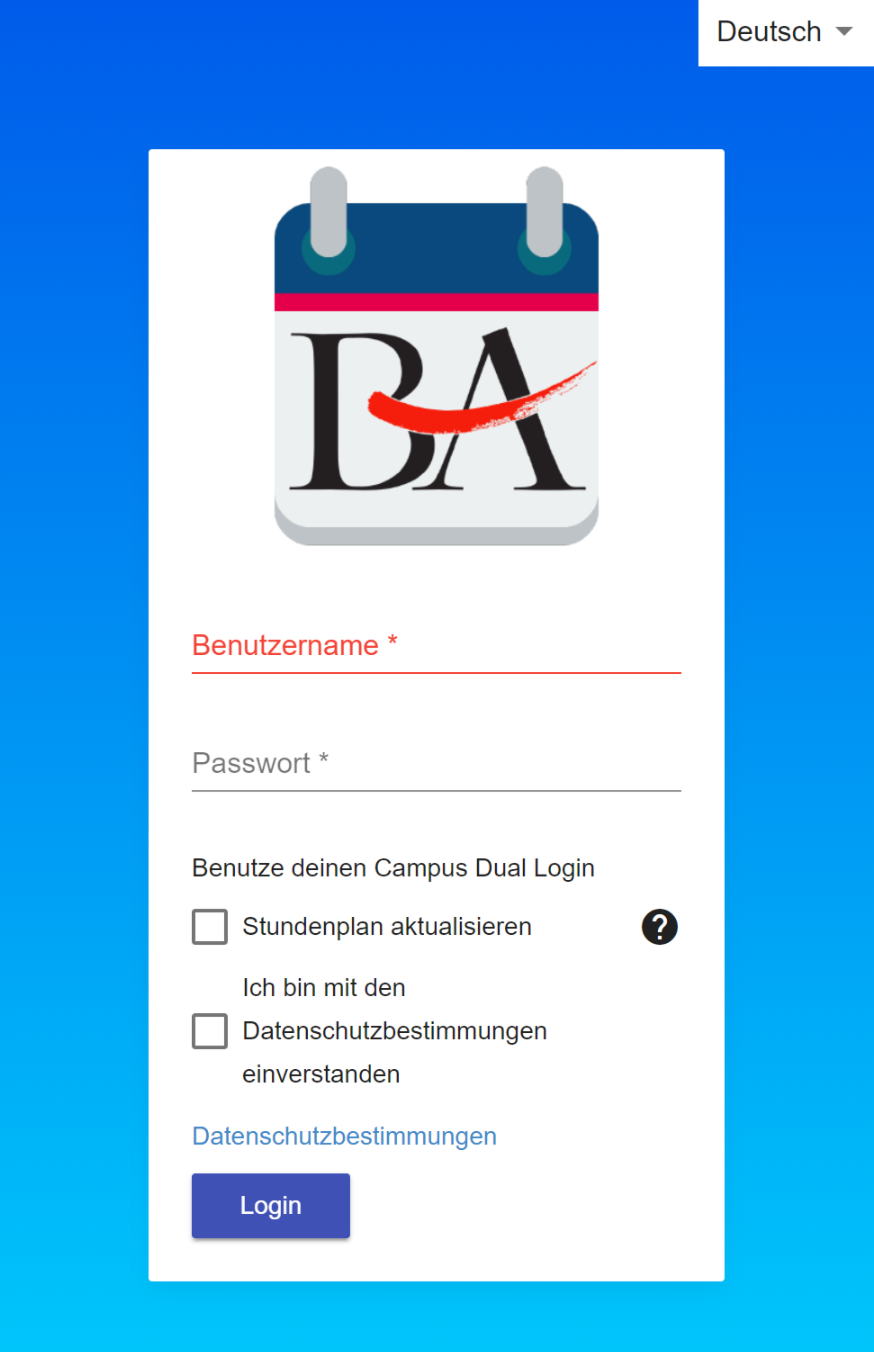 Deutsch
BA
Benutzername *
Passwort *
Benutze deinen Campus Dual Login
Stundenplan aktualisieren
?
Ich bin mit den
Datenschutzbestimmungen
einverstanden
Datenschutzbestimmungen
Login